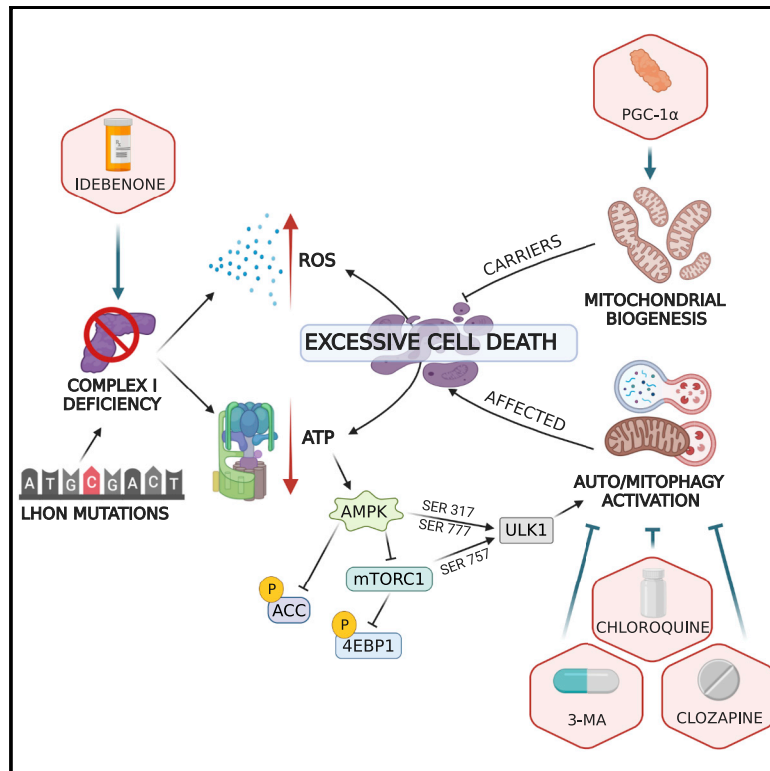 PGC-1α
IDEBENONE
ROS
CARRIERS
MITOCHONDRIAL
BIOGENESIS
EXCESSIVE CELL DEATH
COMPLEX I
DEFICIENCY
ATP
AFFECTED
ATGCGACT
LHON MUTATIONS
AUTO/MITOPHAGY
ACTIVATION
AMPK
SER 317
SER 777
ULK1
mTORC1
SER 757
P
ACC
P
4EBP1
CHLOROQUINE
3-MA
CLOZAPINE